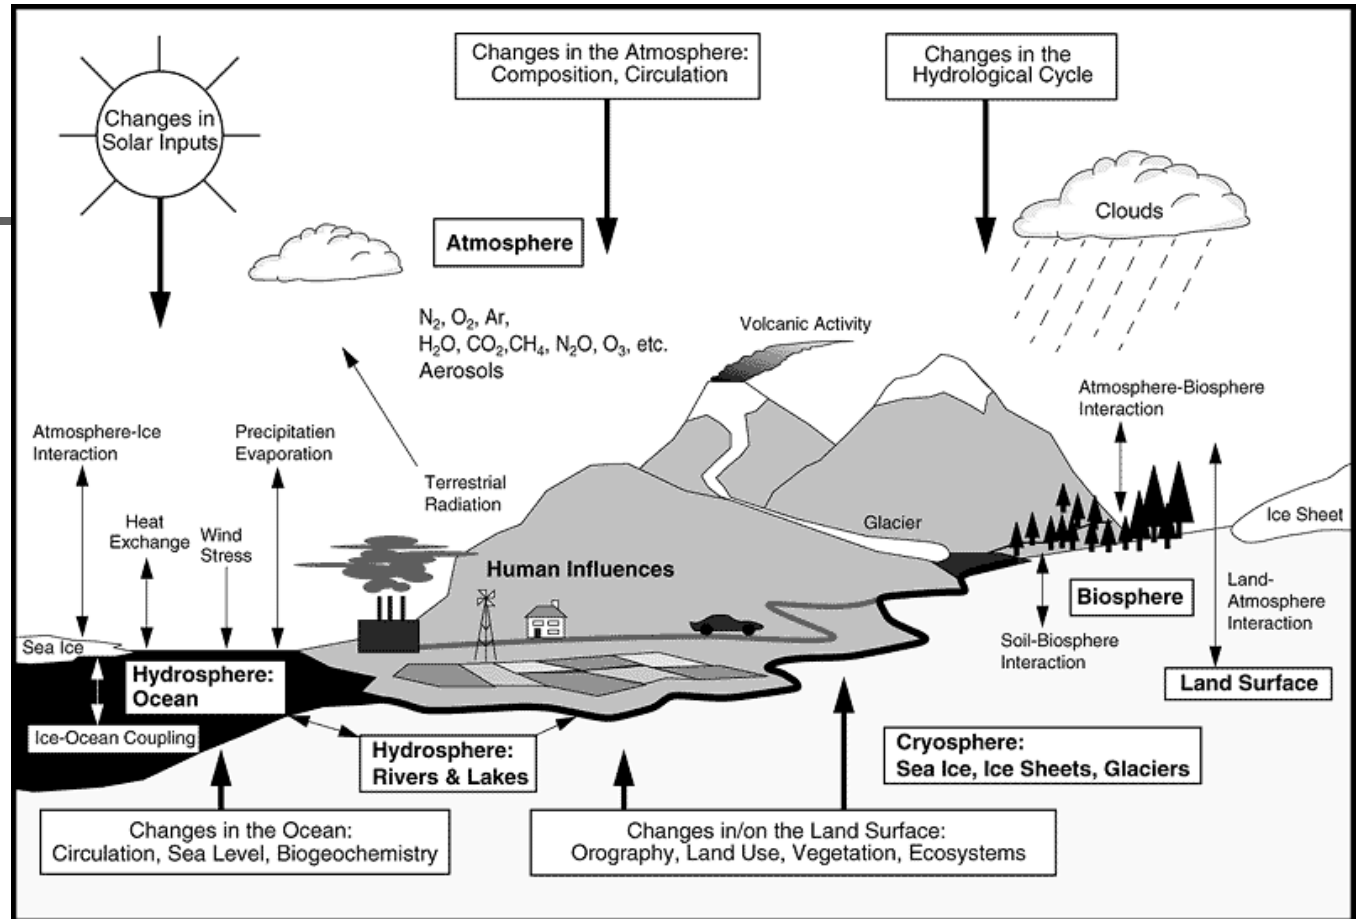 Changes in
Solar Inputs
Changes in the Atmosphere:
Composition, Circulation
Changes in the
Hydrological Cycle
Clouds
Atmosphere
N₂, O₂, Ar,
H₂O, CO₂,CH₄, N₂O, O₃, etc.
Aerosols
Volcanic Activity
Atmosphere-Biosphere
Interaction
Atmosphere-Ice
Interaction
Precipitation
Evaporation
Terrestrial
Radiation
Heat
Exchange
Wind
Stress
Glacier
Ice Sheet
Human Influences
Biosphere
Land-
Atmosphere
Interaction
Soil-Biosphere
Interaction
Sea Ice
Hydrosphere:
Ocean
Land Surface
Ice-Ocean Coupling
Hydrosphere:
Rivers & Lakes
Cryosphere:
Sea Ice, Ice Sheets, Glaciers
Changes in the Ocean:
Circulation, Sea Level, Biogeochemistry
Changes in/on the Land Surface:
Orography, Land Use, Vegetation, Ecosystems